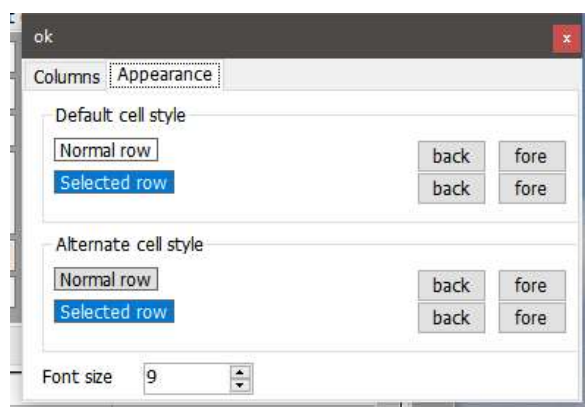 ok
x
Columns Appearance
Default cell style
Normal row back fore
Selected row back fore
Alternate cell style
Normal row back fore
Selected row back fore
Font size 9